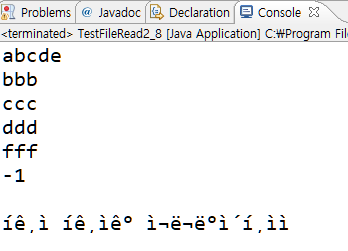 Problems @ Javadoc Declaration Console
<terminated> TestFileRead2_8 [Java Application] C:₩Program File
abcde
bbb
ccc
ddd
fff
-1
íê¸ì íê¸ìê° ì¬ë¬ëºì´í¸ìì